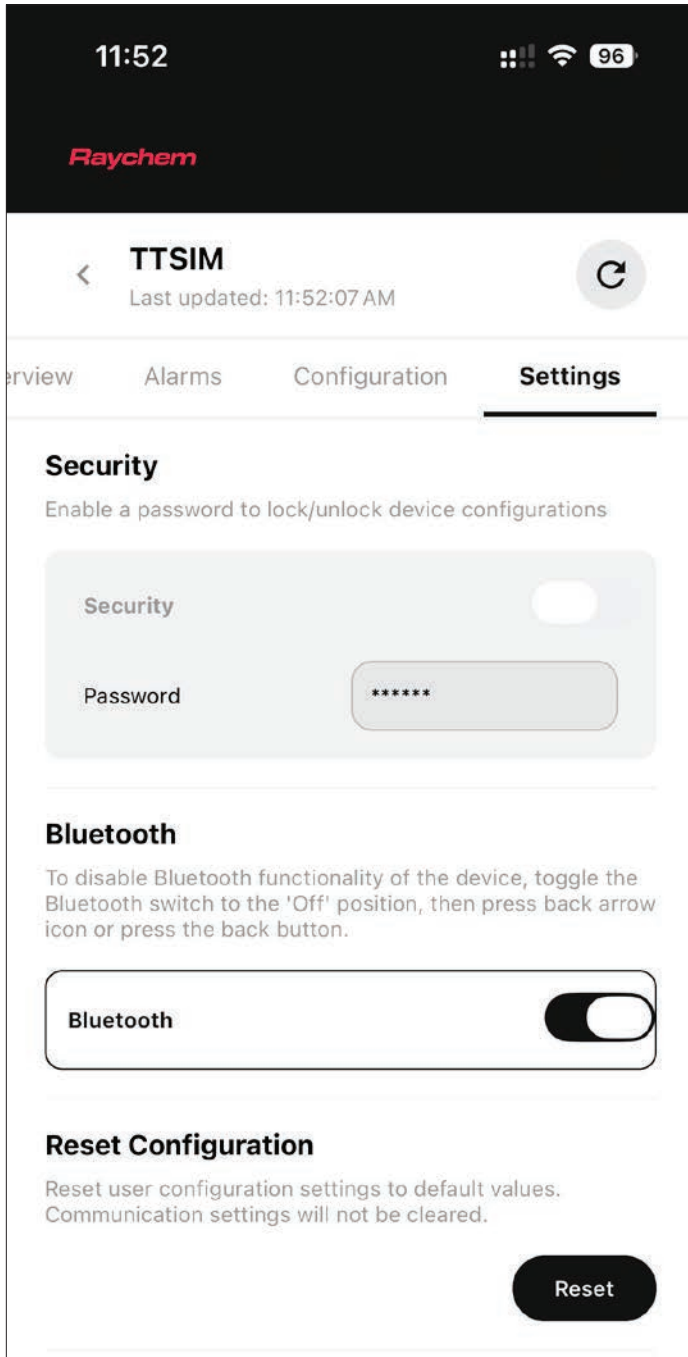 11:52
96
Raychem
TTSIM
Last updated: 11:52:07 AM
erview Alarms Configuration Settings
Security
Enable a password to lock/unlock device configurations
Security
Password ******
Bluetooth
To disable Bluetooth functionality of the device, toggle the
Bluetooth switch to the 'Off' position, then press back arrow
icon or press the back button.
Bluetooth
Reset Configuration
Reset user configuration settings to default values.
Communication settings will not be cleared.
Reset